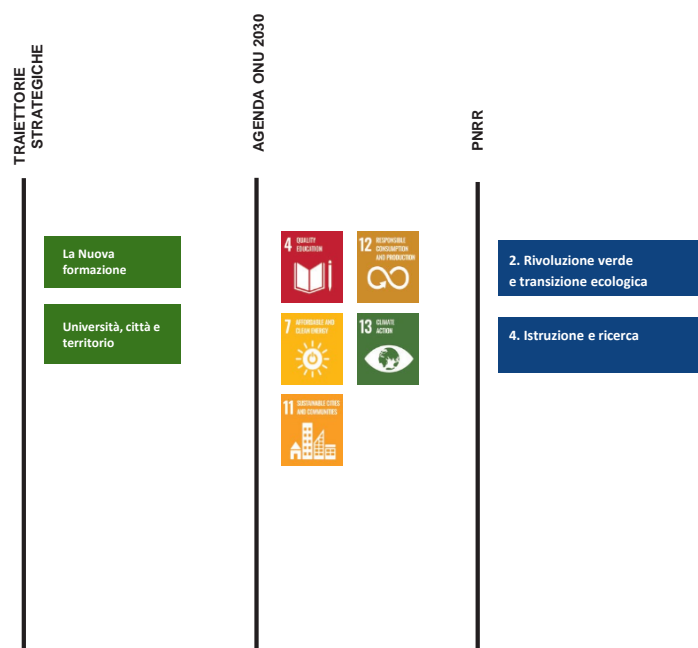 TRAIETTORIE
STRATEGICHE
La Nuova
formazione
Università, città e
territorio
AGENDA ONU 2030
4 QUALITY
EDUCATION
12 RESPONSIBLE
CONSUMPTION
AND PRODUCTION
7 AFFORDABLE AND
CLEAN ENERGY
13 CLIMATE
ACTION
11 SUSTAINABLE CITIES
AND COMMUNITIES
PNRR
2. Rivoluzione verde
e transizione ecologica
4. Istruzione e ricerca